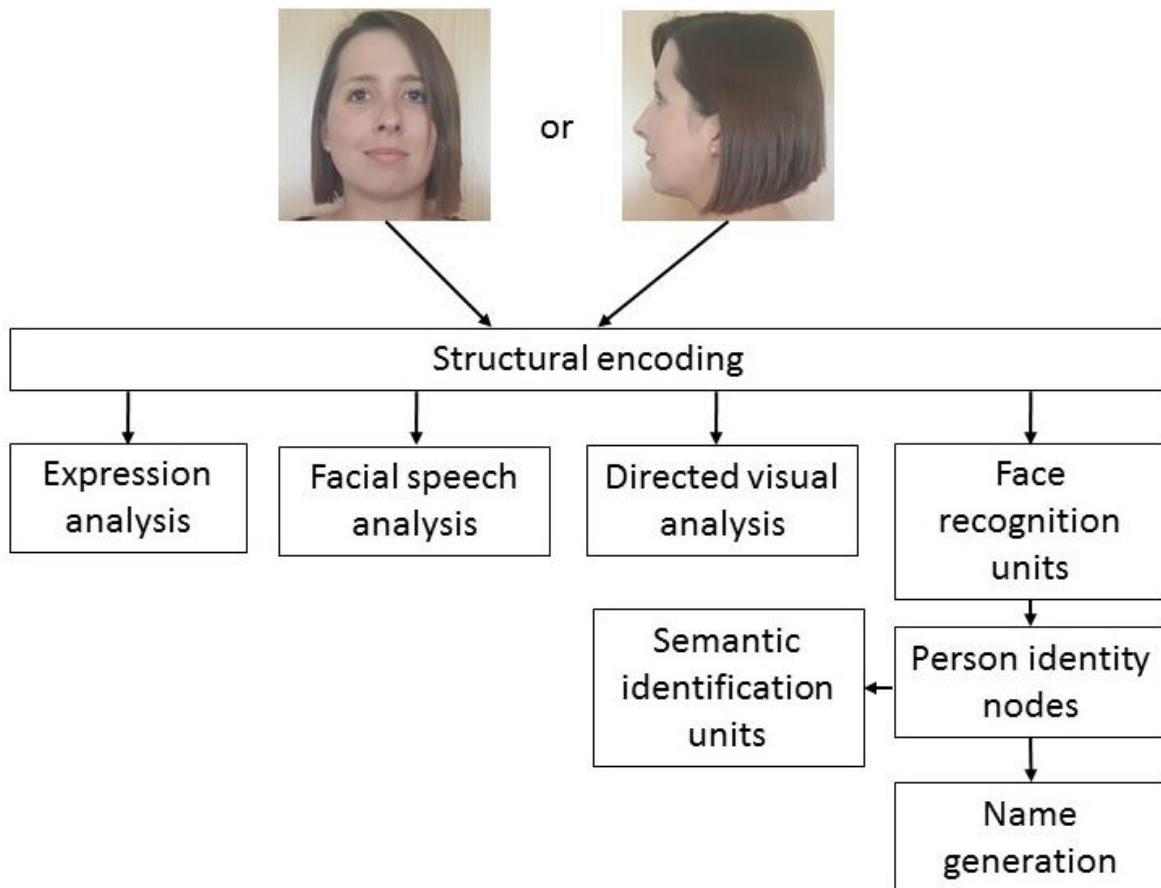 or
Structural encoding
Expression
analysis
Facial speech
analysis
Directed visual
analysis
Face
recognition
units
Semantic
identification
units
Person identity
nodes
Name
generation